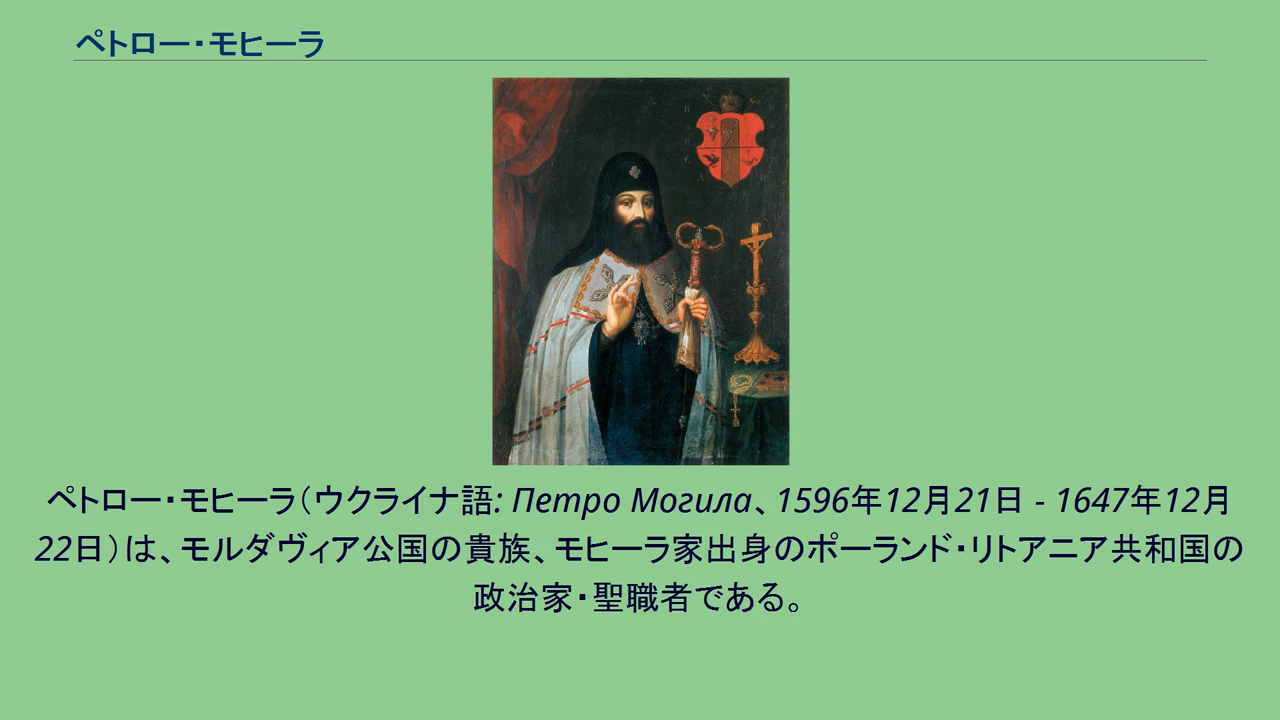 ペトロー・モヒーラ
ペトロー・モヒーラ（ウクライナ語: Петро Могила、1596年12月21日 - 1647年12月
22日）は、モルダヴィア公国の貴族、モヒーラ家出身のポーランド・リトアニア共和国の
政治家・聖職者である。